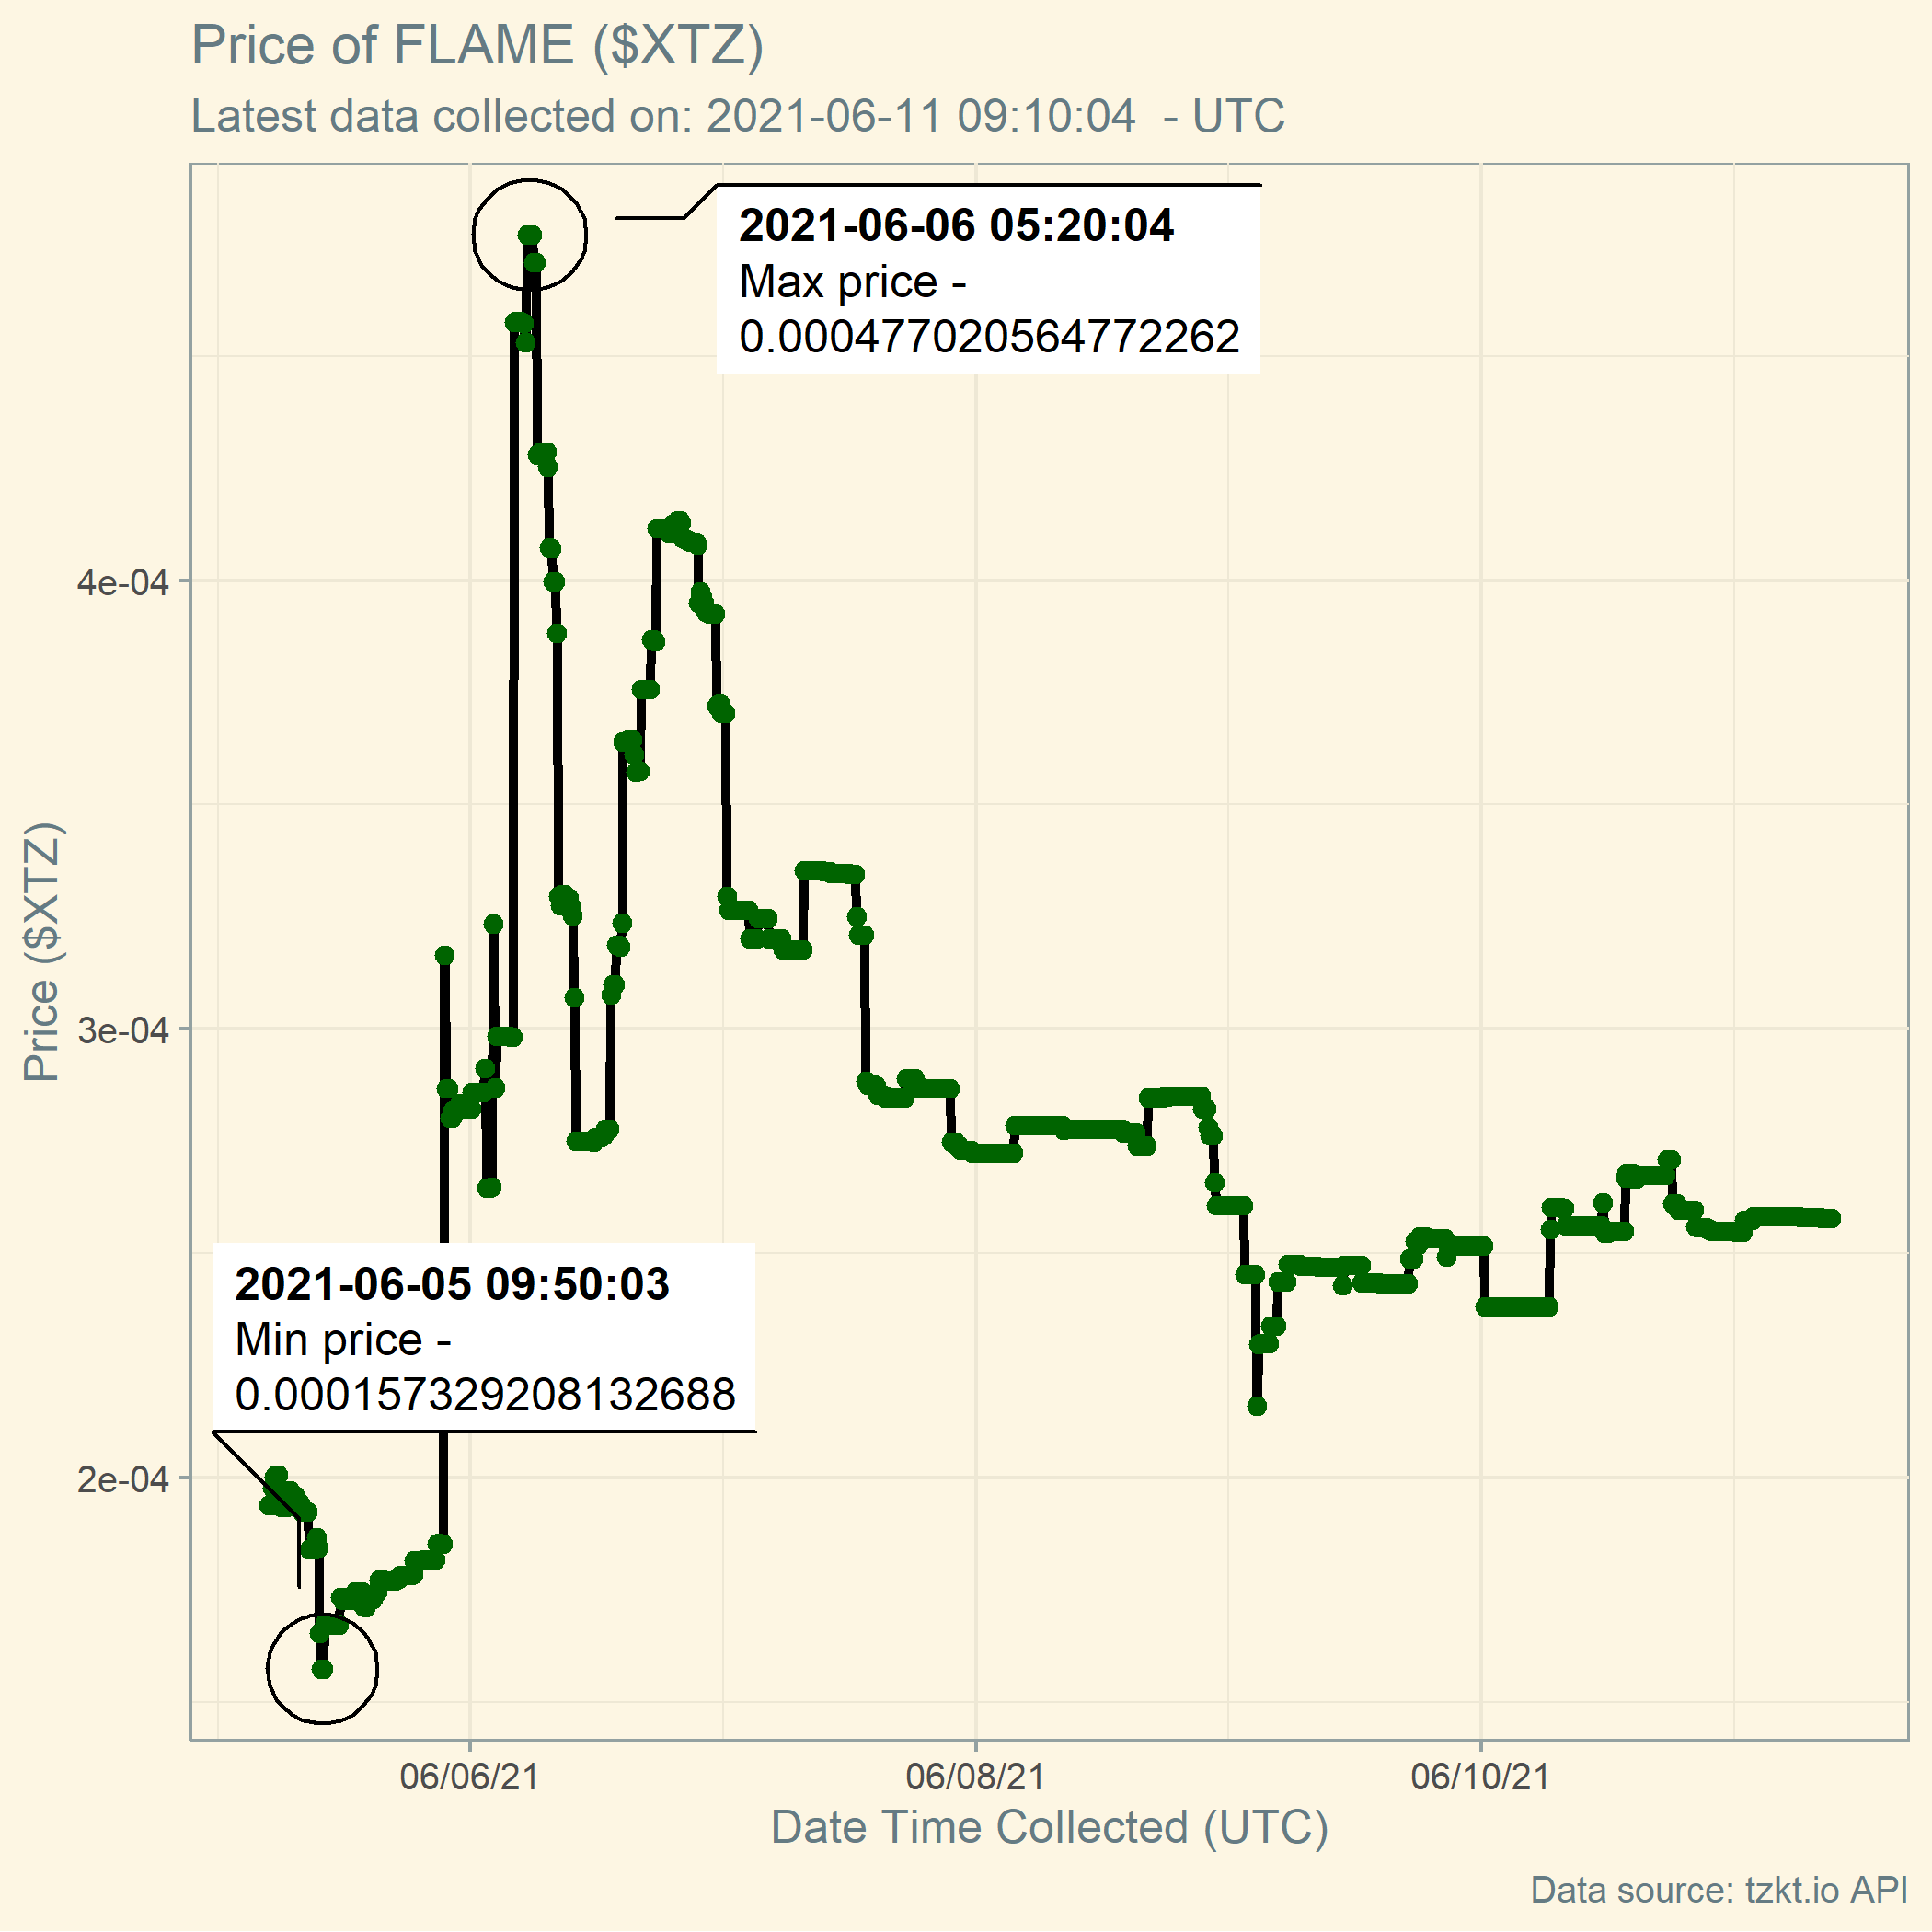 Price of FLAME ($XTZ)
Latest data collected on: 2021-06-11 09:10:04  - UTC
2021-06-06 05:20:04
Max price -
0.000477020564772262
4e-04
Price ($XTZ)
3e-04
2021-06-05 09:50:03
Min price -
0.000157329208132688
2e-04
06/06/21
06/08/21
06/10/21
Date Time Collected (UTC)
Data source: tzkt.io API